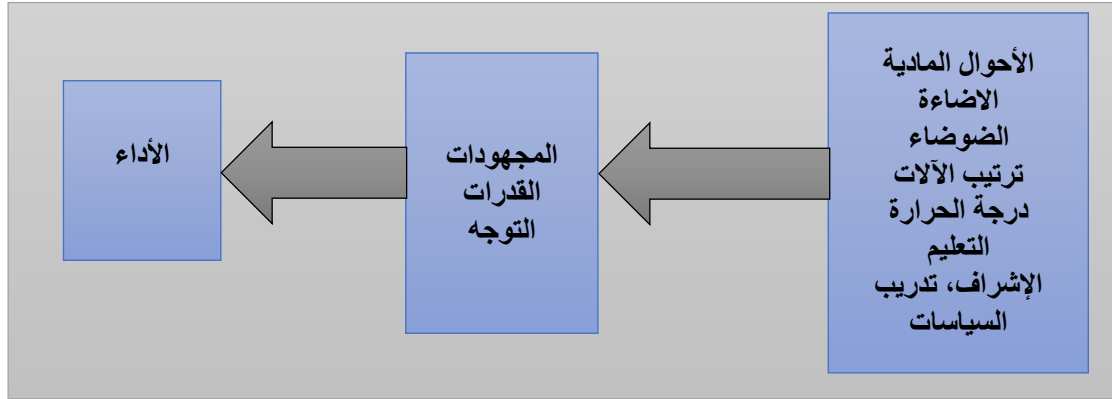 الأحوال المادية
الاضاءة
الضوضاء
ترتيب الآلات
درجة الحرارة
التعليم
الإشراف، تدريب
السياسات
المجهودات
القدرات
التوجه
الأداء